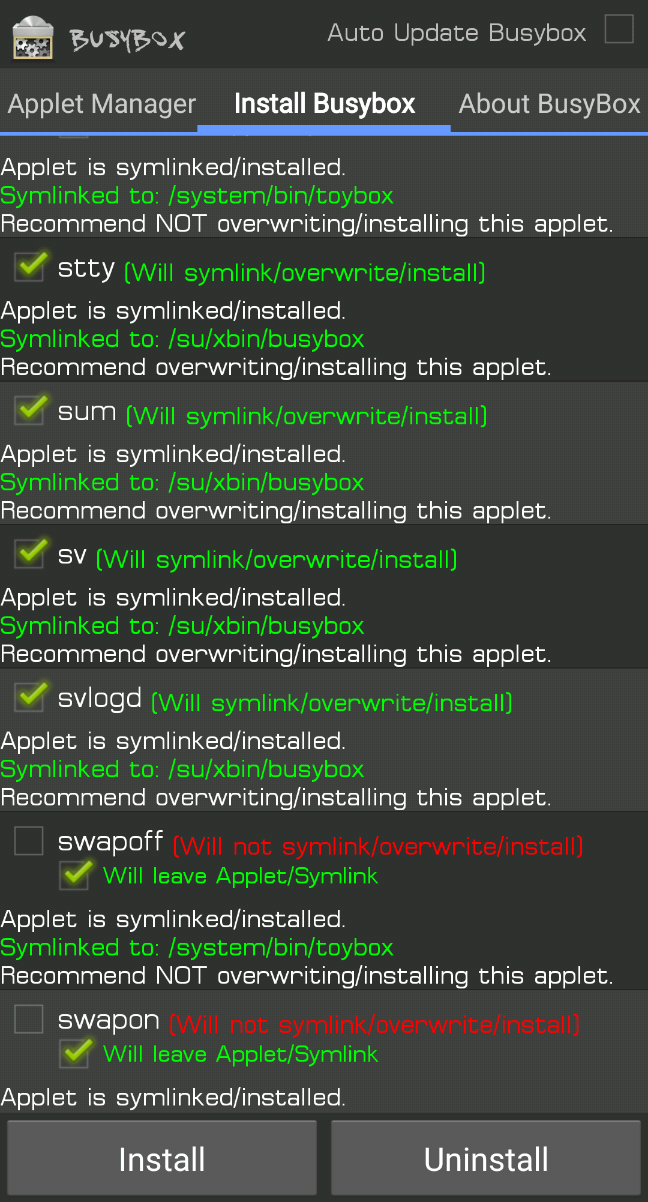 BUSYBOX
Auto Update Busybox
Applet Manager
Install Busybox
About BusyBox
Applet is symlinked/installed.
Symlinked to: /system/bin/toybox
Recommend NOT overwriting/installing this applet.
stty (Will symlink/overwrite/install)
Applet is symlinked/installed.
Symlinked to: /su/xbin/busybox
Recommend overwriting/installing this applet.
sum (Will symlink/overwrite/install)
Applet is symlinked/installed.
Symlinked to: /su/xbin/busybox
Recommend overwriting/installing this applet.
sv (Will symlink/overwrite/install)
Applet is symlinked/installed.
Symlinked to: /su/xbin/busybox
Recommend overwriting/installing this applet.
svlogd (Will symlink/overwrite/install)
Applet is symlinked/installed.
Symlinked to: /su/xbin/busybox
Recommend overwriting/installing this applet.
swapoff (Will not symlink/overwrite/install)
Will leave Applet/Symlink
Applet is symlinked/installed.
Symlinked to: /system/bin/toybox
Recommend NOT overwriting/installing this applet.
swapon (Will not symlink/overwrite/install)
Will leave Applet/Symlink
Applet is symlinked/installed.
Install
Uninstall